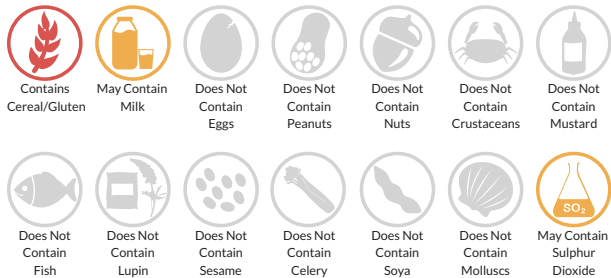 Contains
Cereal/Gluten
May Contain
Milk
Does Not
Contain
Eggs
Does Not
Contain
Peanuts
Does Not
Contain
Nuts
Does Not
Contain
Crustaceans
Does Not
Contain
Mustard
Does Not
Contain
Fish
Does Not
Contain
Lupin
Does Not
Contain
Sesame
Does Not
Contain
Celery
Does Not
Contain
Soya
Does Not
Contain
Molluscs
SO₂
May Contain
Sulphur
Dioxide